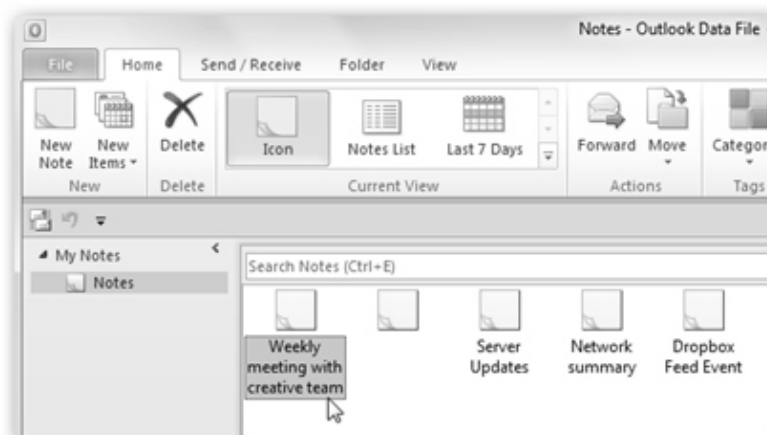 Notes - Outlook Data File
File Home Send / Receive Folder View
New Note
New Items
Delete
Icon
Notes List
Last 7 Days
Forward
Move
New
Delete
Current View
Actions
Tags
My Notes
Notes
Search Notes (Ctrl+E)
Weekly
meeting with
creative team
Server
Updates
Network
summary
Dropbox
Feed Event